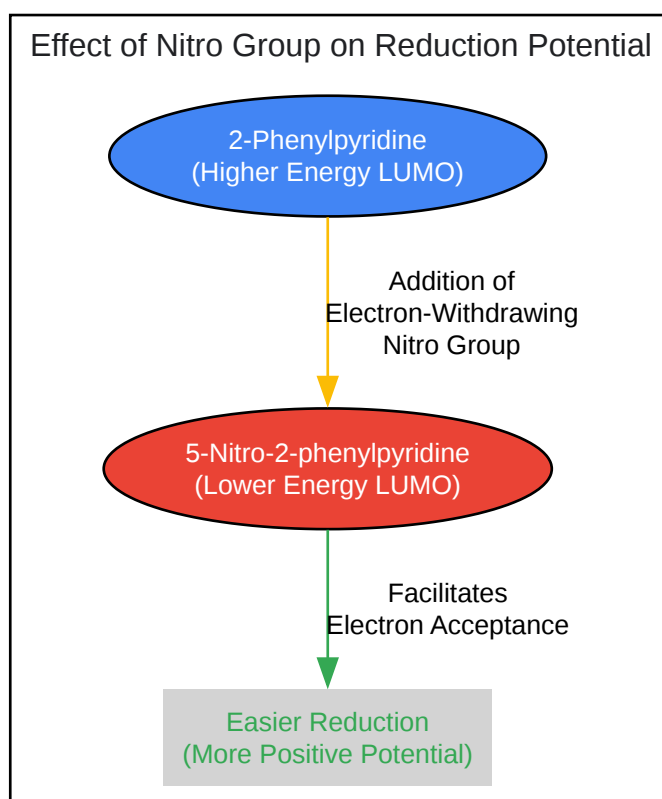 Effect of Nitro Group on Reduction Potential
2-Phenylpyridine
(Higher Energy LUMO)
Addition of
Electron-Withdrawing
Nitro Group
5-Nitro-2-phenylpyridine
(Lower Energy LUMO)
Facilitates
Electron Acceptance
Easier Reduction
(More Positive Potential)